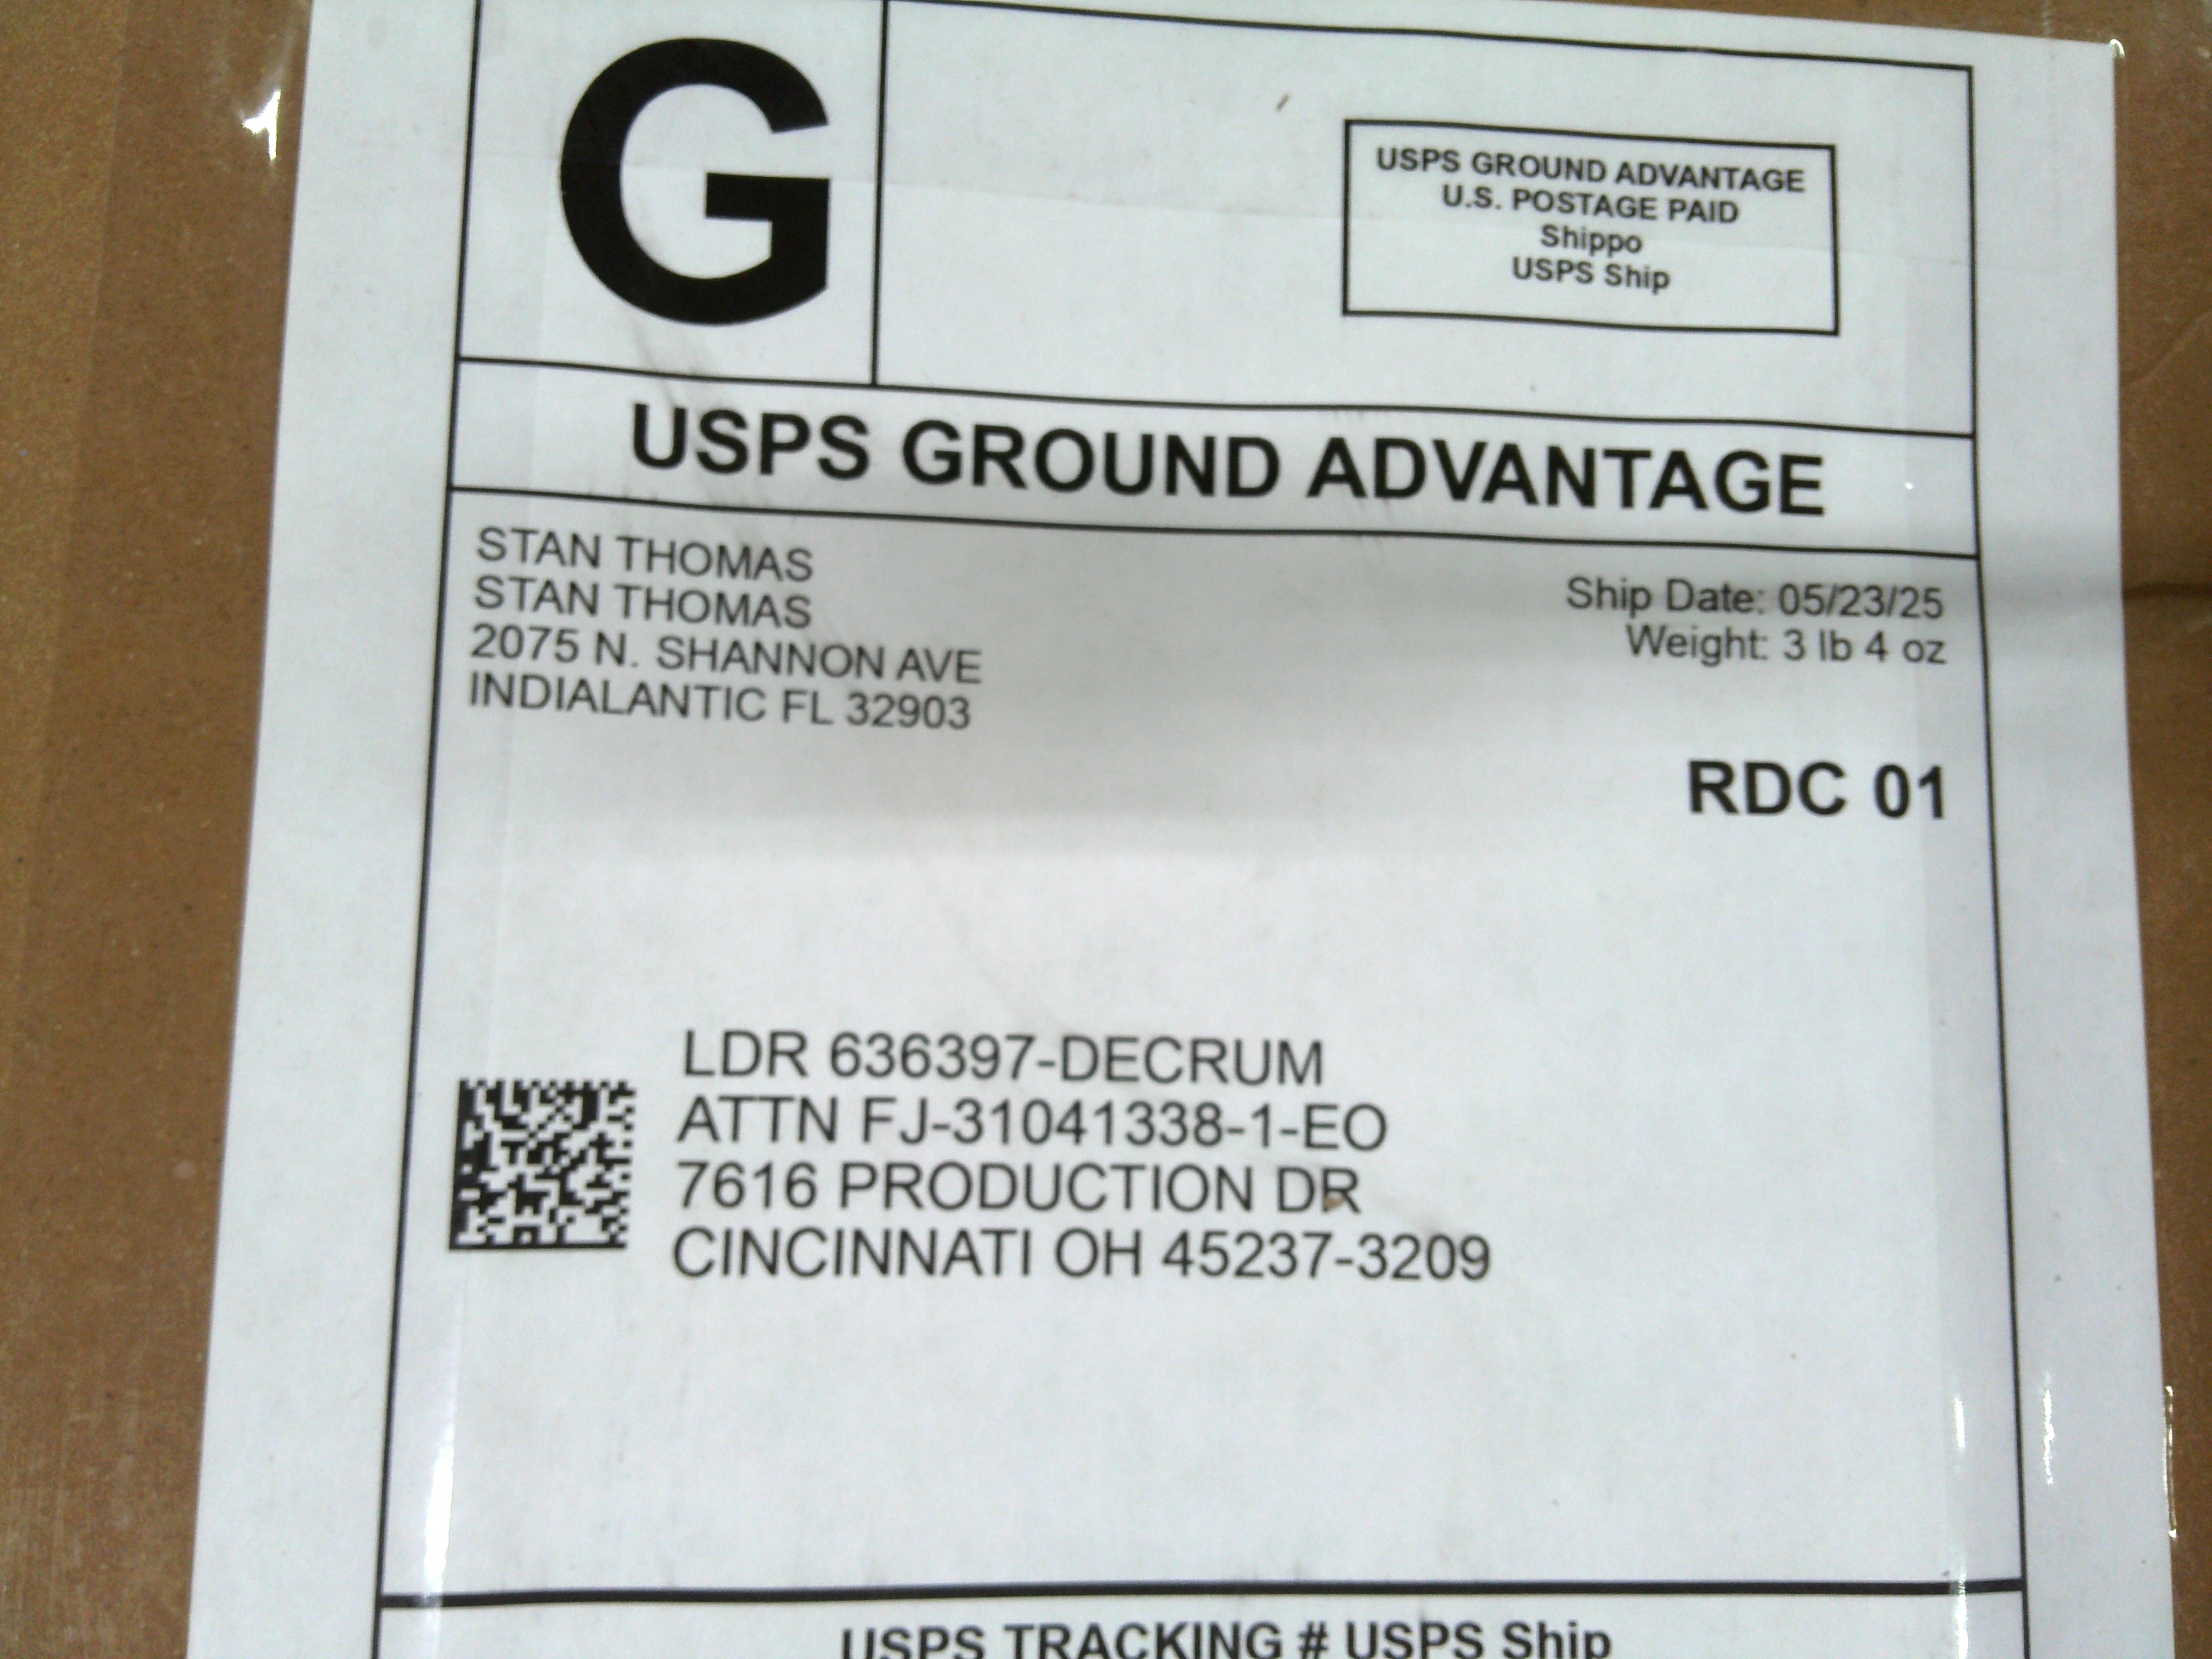 G
USPS GROUND ADVANTAGE
U.S. POSTAGE PAID
Shippo
USPS Ship
USPS GROUND ADVANTAGE
STAN THOMAS
STAN THOMAS
2075 N. SHANNON AVE
INDIALANTIC FL 32903
Ship Date: 05/23/25
Weight: 3 lb 4 oz
RDC 01
LDR 636397-DECRUM
ATTN FJ-31041338-1-EO
7616 PRODUCTION DR
CINCINNATI OH 45237-3209
USPS TRACKING # USPS Ship